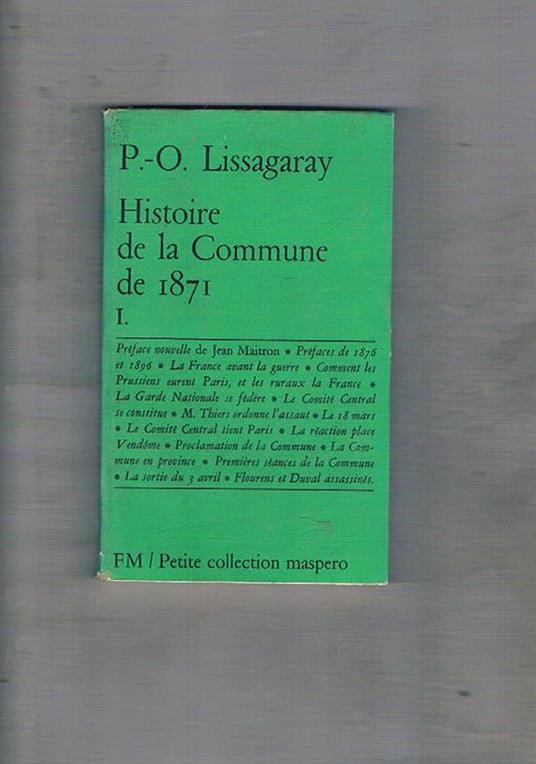 P.-O. Lissagaray
Histoire
de la Commune
de 1871
I.
Préface nouvelle de Jean Maitron * Préfaces de 1876
et 1896 * La France avant la guerre * Comment les
Prussiens eurent Paris, et les ruraux la France *
La Garde Nationale se fédère * Le Comité Central
se constitue * M. Thiers ordonne l'assaut * Le 18 mars
* Le Comité Central tient Paris * La réaction place
Vendôme * Proclamation de la Commune * La Com-
mune en province * Premières séances de la Commune
* La sortie du 3 avril * Flourens et Duval assassinés.
FM / Petite collection maspero